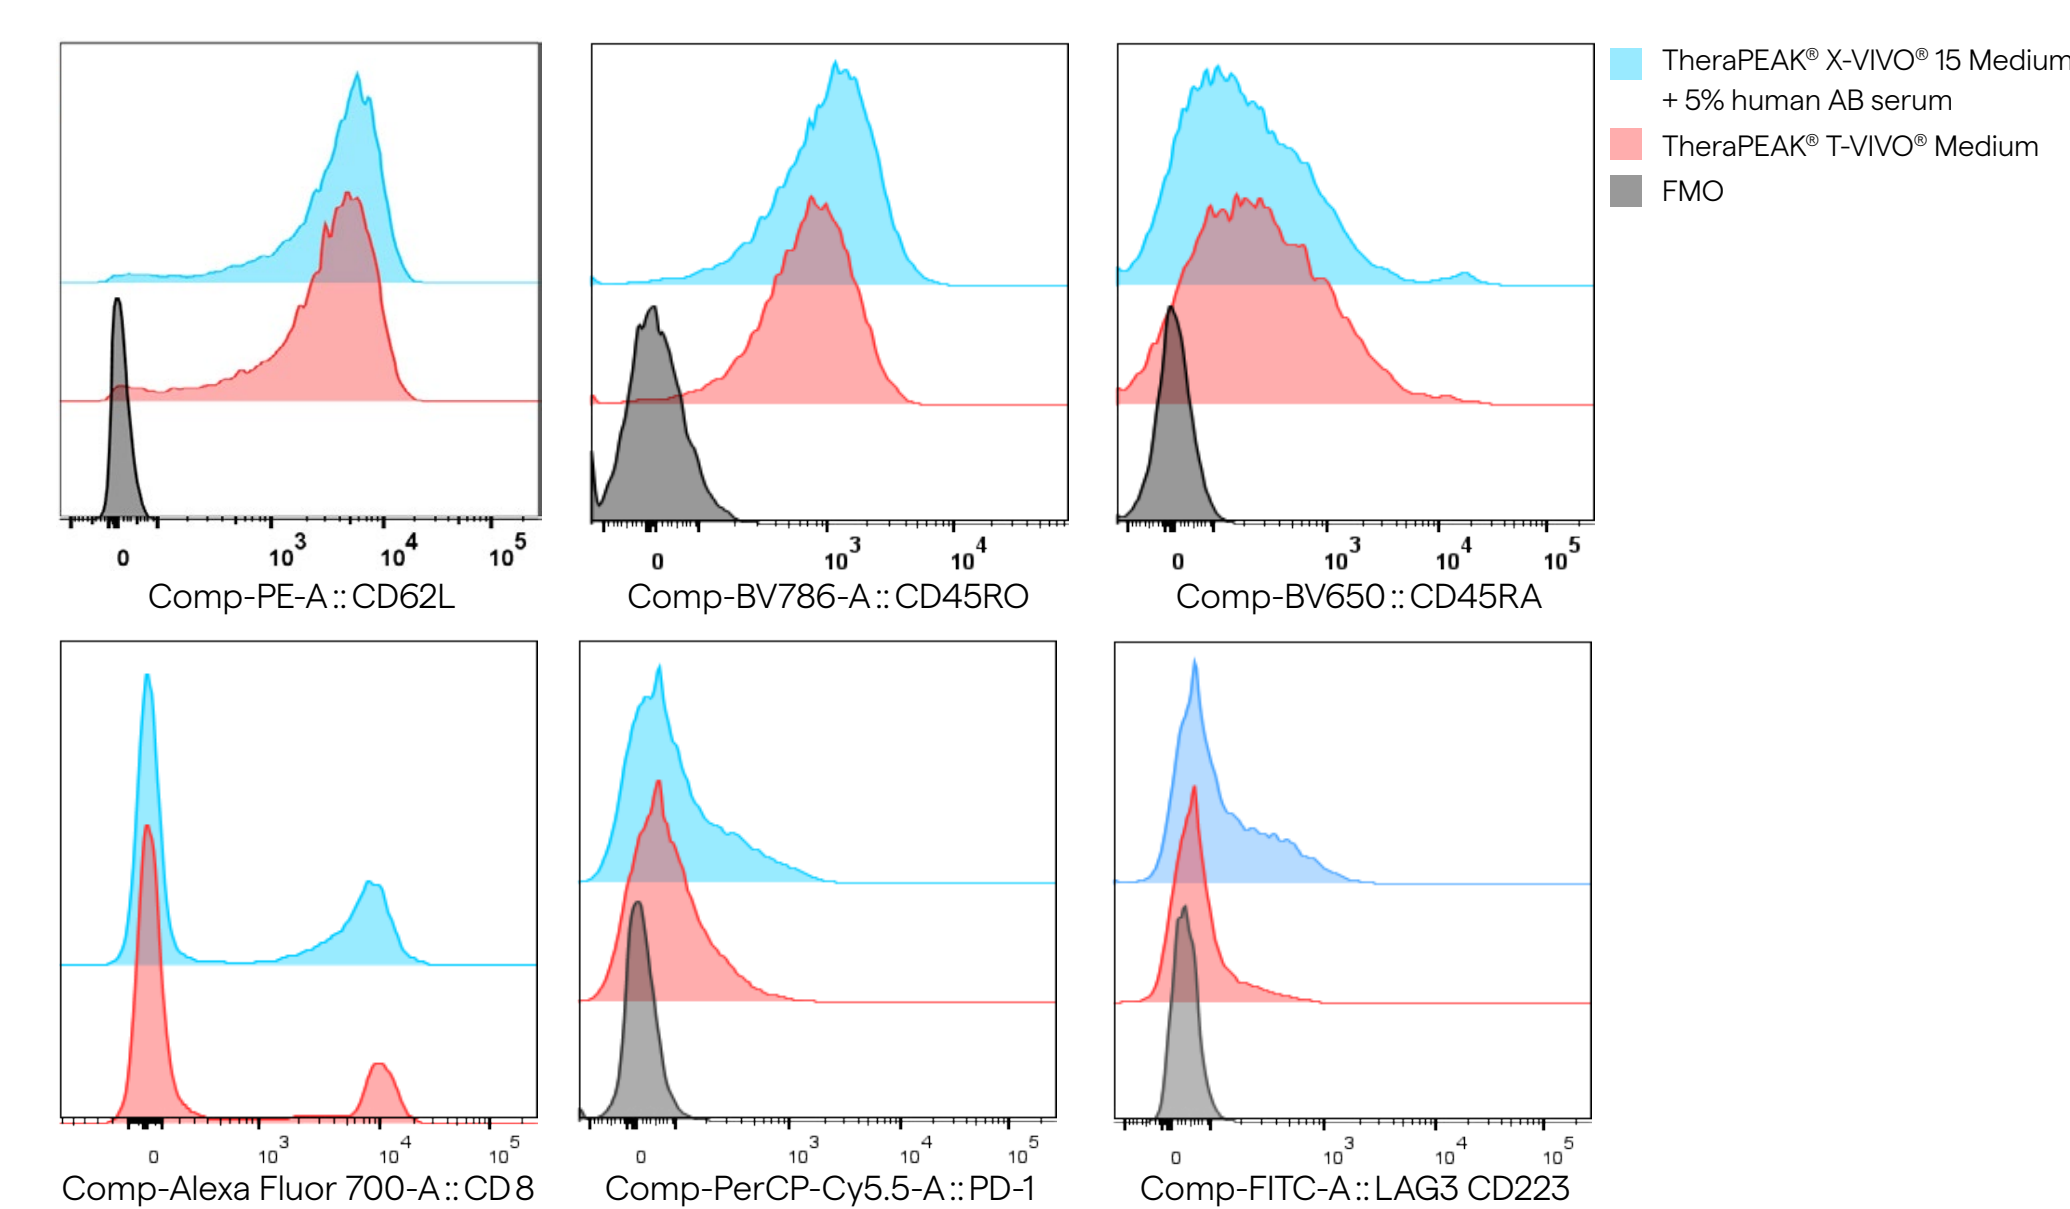 TheraPEAK® X-VIVO® 15 Medium
+ 5% human AB serum
TheraPEAK® T-VIVO® Medium
FMO
0 10³ 10⁴ 10⁵
Comp-PE-A :: CD62L
0 10³ 10⁴
Comp-BV786-A :: CD45RO
0 10³ 10⁴ 10⁵
Comp-BV650 :: CD45RA
0 10³ 10⁴ 10⁵
Comp-Alexa Fluor 700-A :: CD8
0 10³ 10⁴ 10⁵
Comp-PerCP-Cy5.5-A :: PD-1
0 10³ 10⁴ 10⁵
Comp-FITC-A :: LAG3 CD223